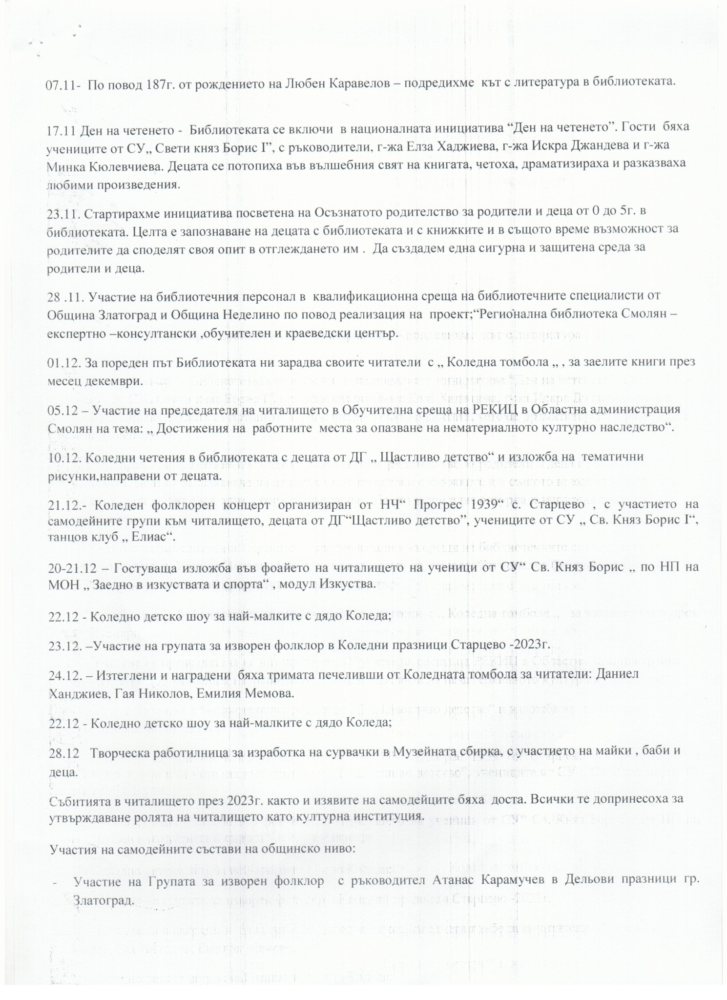 07.11-  По повод 187г. от рождението на Любен Каравелов – подредихме  кът с литература в библиотеката.
17.11 Ден на четенето -  Библиотеката се включи  в националната инициатива “Ден на четенето”. Гости  бяха
учениците от СУ„ Свети княз Борис I”, с ръководители, г-жа Елза Хаджиева, г-жа Искра Джандева и г-жа
Минка Кюлевчиева. Децата се потопиха във вълшебния свят на книгата, четоха, драматизираха и разказваха
любими произведения.
23.11. Стартирахме инициатива посветена на Осъзнатото родителство за родители и деца от 0 до 5г. в
библиотеката. Целта е запознаване на децата с библиотеката и с книжките и в същото време възможност за
родителите да споделят своя опит в отглеждането им .  Да създадем една сигурна и защитена среда за
родители и деца.
28 .11. Участие на библиотечния персонал в  квалификационна среща на библиотечните специалисти от
Община Златоград и Община Неделино по повод реализация на  проект;“Регионална библиотека Смолян –
експертно –консултански ,обучителен и краеведски център.
01.12. За пореден път Библиотеката ни зарадва своите читатели  с „ Коледна томбола „ , за заелите книги през
месец декември.
05.12 – Участие на председателя на читалището в Обучителна среща на РЕКИЦ в Областна администрация
Смолян на тема: „ Достижения на  работните  места за опазване на нематериалното културно наследство“.
10.12. Коледни четения в библиотеката с децата от ДГ „ Щастливо детство“ и изложба на  тематични
рисунки,направени от децата.
21.12.- Коледен фолклорен концерт организиран от НЧ“ Прогрес 1939“ с. Старцево , с участието на
самодейните групи към читалището, децата от ДГ“Щастливо детство”, учениците от СУ „ Св. Княз Борис I“,
танцов клуб „ Елиас“.
20-21.12 – Гостуваща изложба във фоайето на читалището на ученици от СУ“ Св. Княз Борис „ по НП на
МОН „ Заедно в изкуствата и спорта“ , модул Изкуства.
22.12 - Коледно детско шоу за най-малките с дядо Коледа;
23.12. –Участие на групата за изворен фолклор в Коледни празници Старцево -2023г.
24.12. – Изтеглени и наградени  бяха тримата печеливши от Коледната томбола за читатели: Даниел
Ханджиев, Гая Николов, Емилия Мемова.
22.12 - Коледно детско шоу за най-малките с дядо Коледа;
28.12   Творческа работилница за изработка на сурвачки в Музейната сбирка, с участието на майки , баби и
деца.
Събитията в читалището през 2023г. както и изявите на самодейците бяха  доста. Всички те допринесоха за
утвърждаване ролята на читалището като културна институция.
Участия на самодейните състави на общинско ниво:
-    Участие на Групата за изворен фолклор  с ръководител Атанас Карамучев в Дельови празници гр.
Златоград.